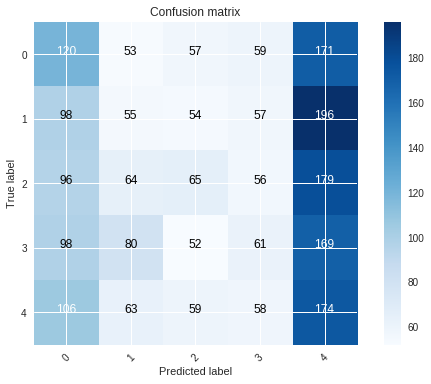 Confusion matrix
0 120 53 57 59 171
1 98 55 54 57 196
2 96 64 65 56 179
3 98 80 52 61 169
4 106 63 59 58 174
0 1 2 3 4
True label
Predicted label
180
160
140
120
100
80
60